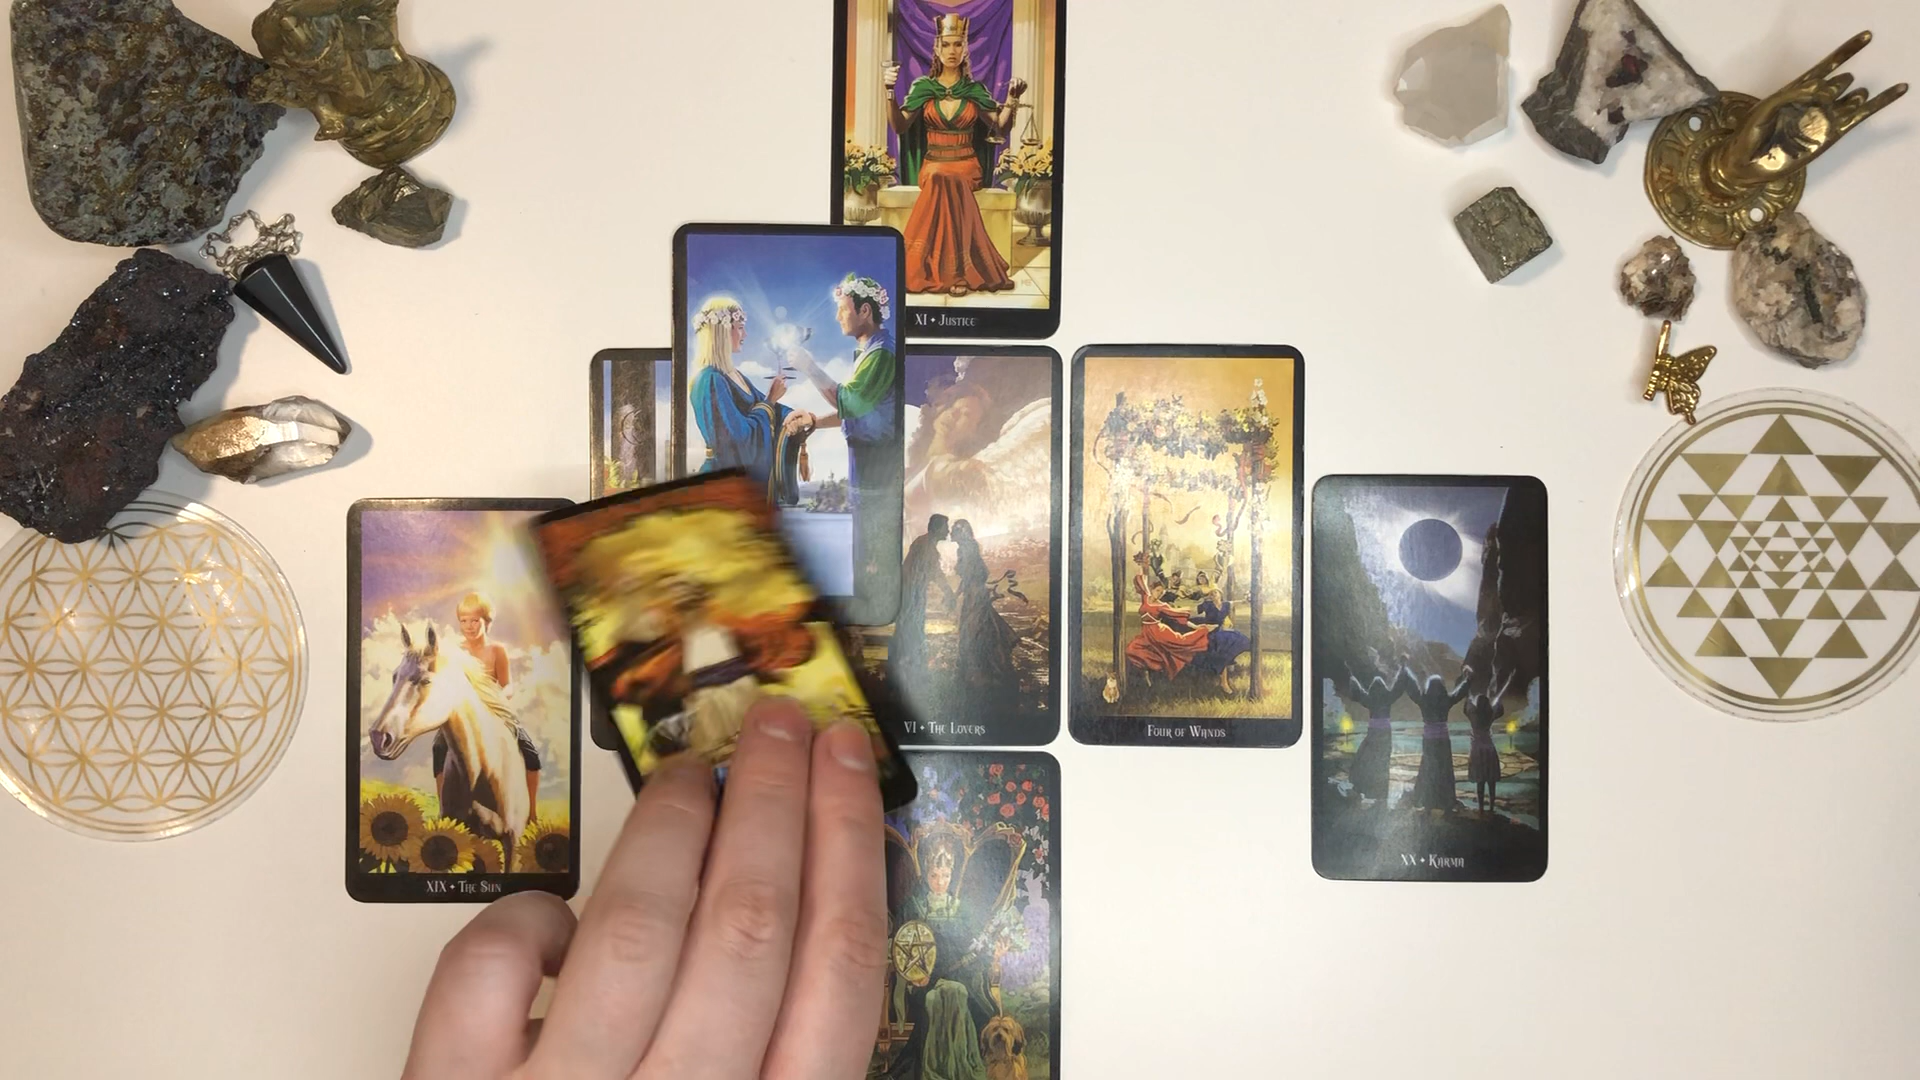 XI • JUSTICE
VI • THE LOVERS
FOUR OF WANDS
XX • KARMA
XIX • THE SUN